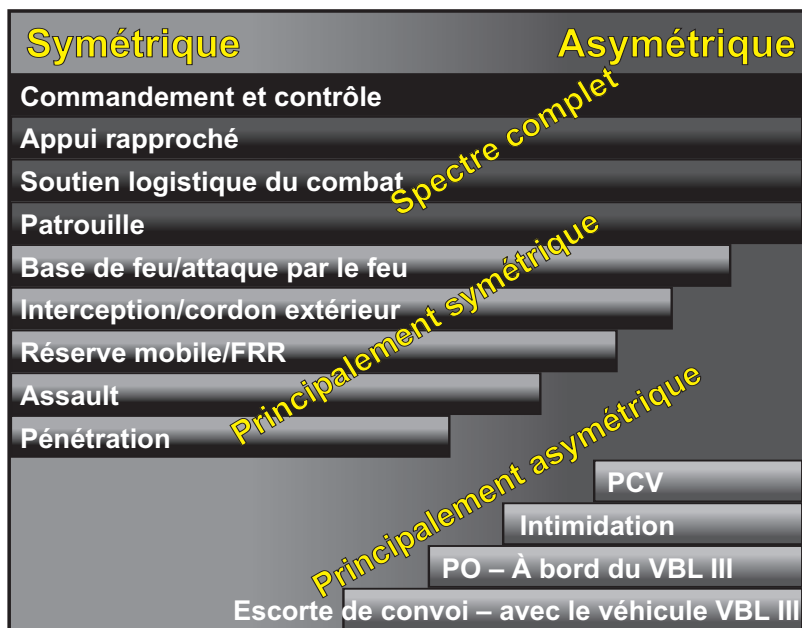 Symétrique Asymétrique
Commandement et contrôle
Appui rapproché
Soutien logistique du combat
Patrouille
Spectre complet
Base de feu/attaque par le feu
Interception/cordon extérieur
Réserve mobile/FRR
Assault
Pénétration
Principalement symétrique
PCV
Intimidation
PO – À bord du VBL III
Escorte de convoi – avec le véhicule VBL III
Principalement asymétrique